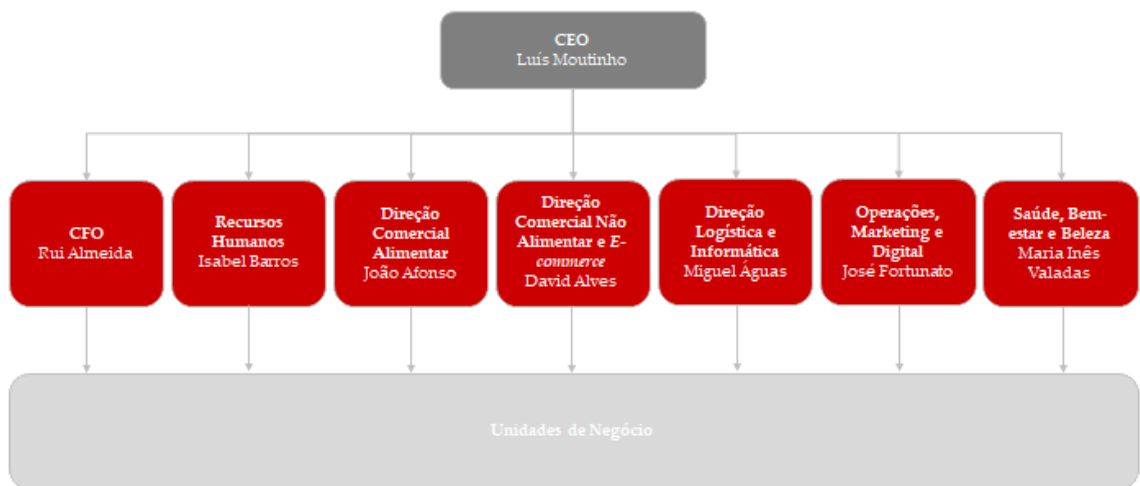 CEO
Luís Moutinho
CFO
Rui Almeida
Recursos
Humanos
Isabel Barros
Direção
Comercial
Alimentar
João Afonso
Direção
Comercial Não
Alimentar e E-
commerce
David Alves
Direção
Logística e
Informática
Miguel Águas
Operações,
Marketing e
Digital
José Fortunato
Saúde, Bem-
estar e Beleza
Maria Inês
Valadas
Unidades de Negócio